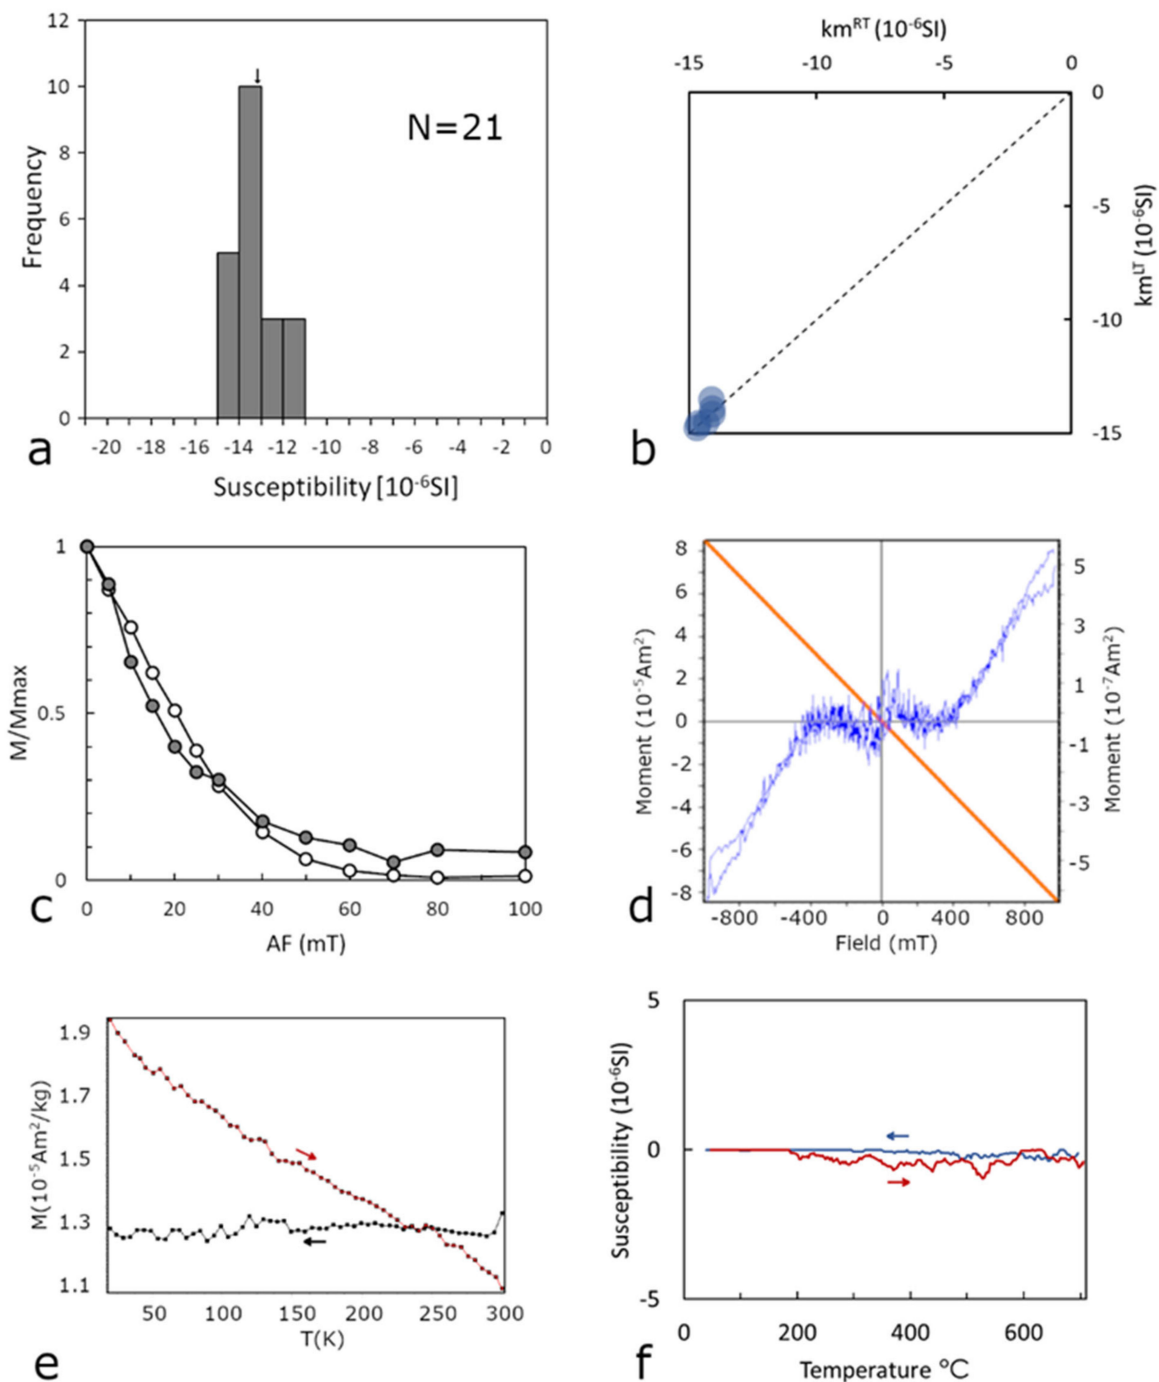 12
10
8
6
4
2
0
Frequency
N=21
-20 -18 -16 -14 -12 -10 -8 -6 -4 -2 0
Susceptibility [10⁻⁶SI]
a
kmᴿᵀ (10⁻⁶SI)
-15 -10 -5 0
0
-5
-10
-15
kmᴸᵀ (10⁻⁶SI)
b
1
0.5
0
M/Mmax
0 20 40 60 80 100
AF (mT)
c
8
6
4
2
0
-2
-4
-6
-8
Moment (10⁻⁵Am²)
5
3
1
-1
-3
-5
Moment (10⁻⁷Am²)
-800 -400 0 400 800
Field (mT)
d
1.9
1.7
1.5
1.3
1.1
M(10⁻⁵Am²/kg)
50 100 150 200 250 300
T(K)
e
5
0
-5
Susceptibility (10⁻⁶SI)
0 200 400 600
Temperature °C
f